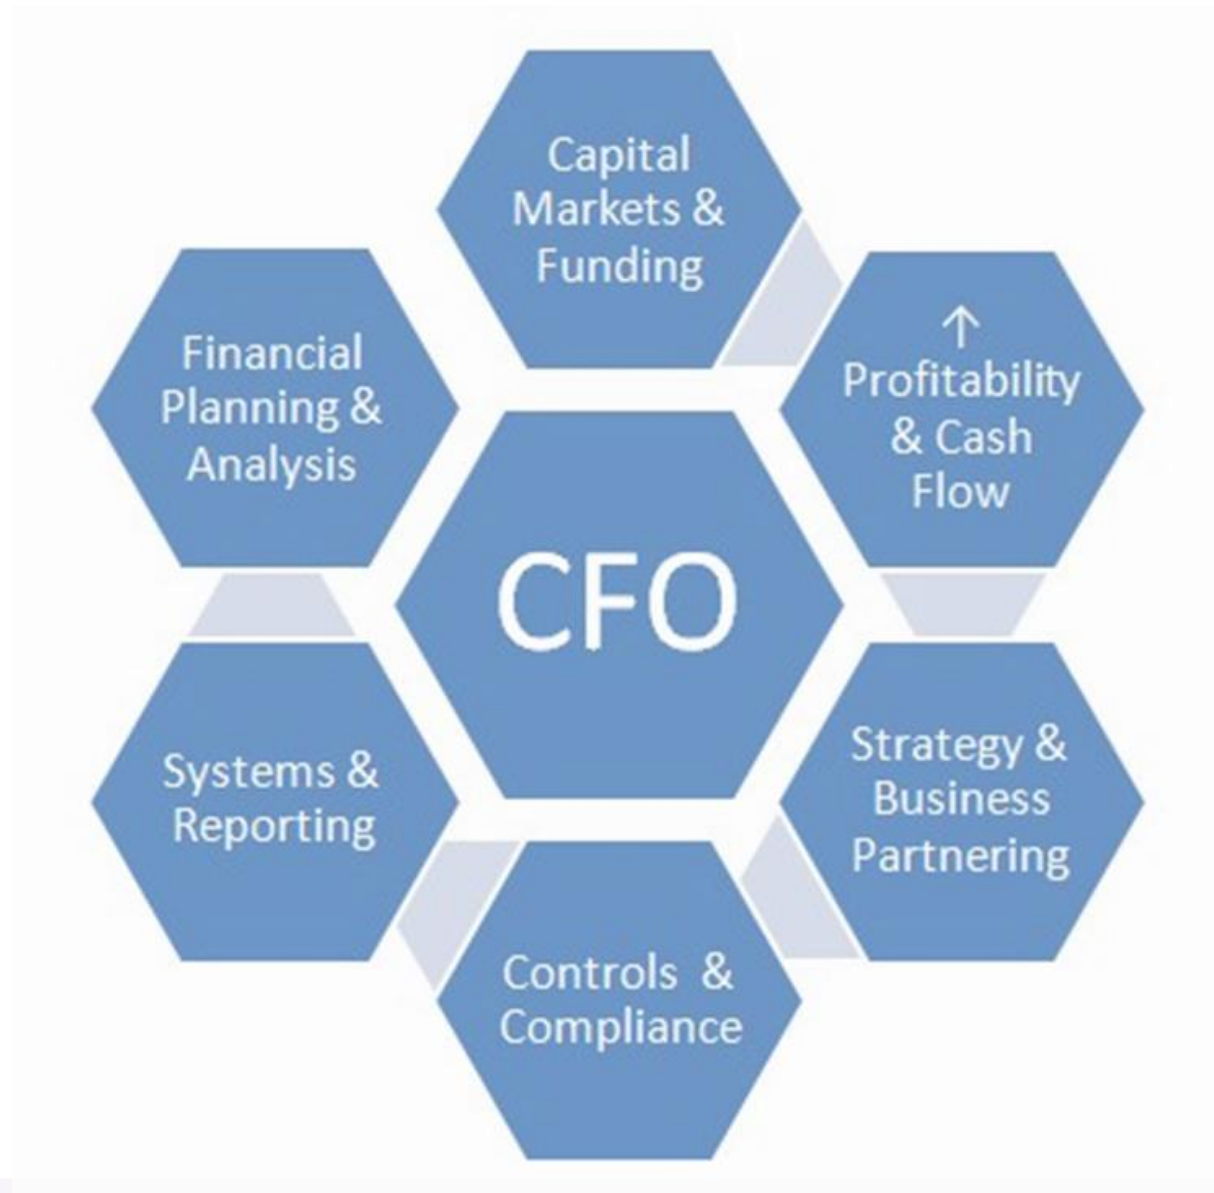 Capital
Markets &
Funding
↑
Profitability
& Cash
Flow
Strategy &
Business
Partnering
Controls &
Compliance
Systems &
Reporting
Financial
Planning &
Analysis
CFO